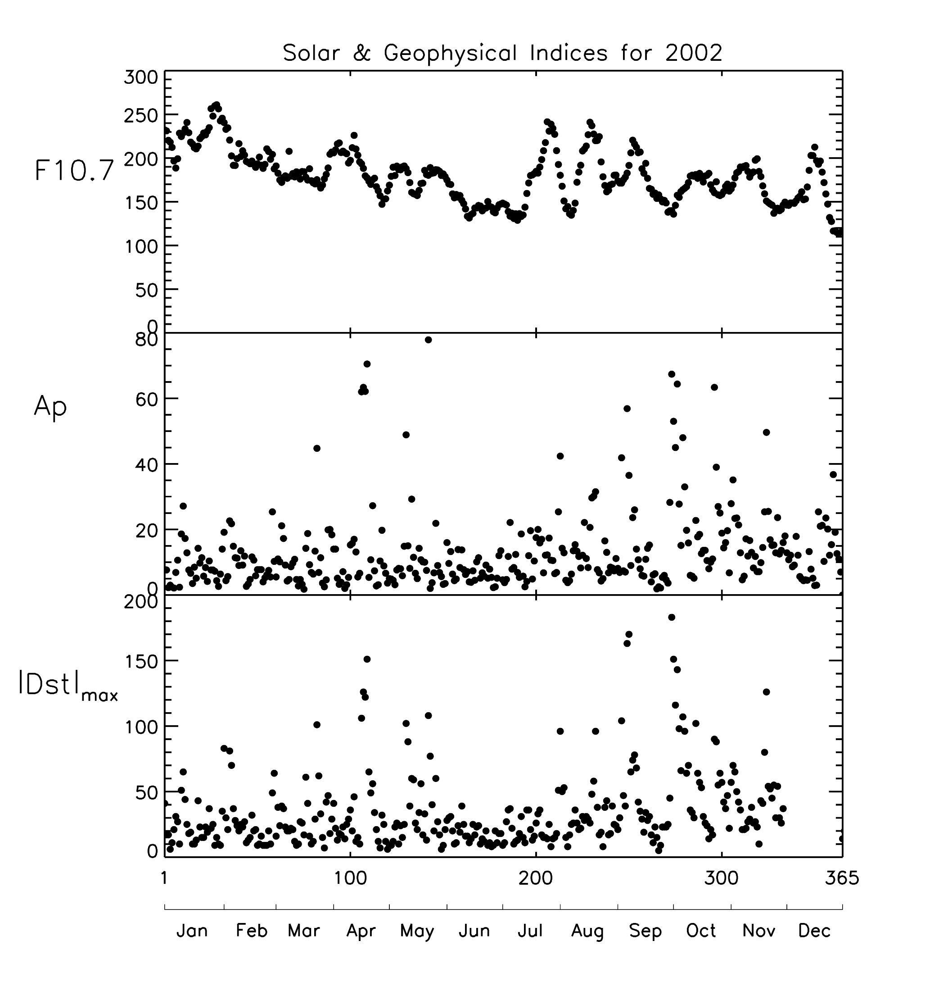 Solar & Geophysical Indices for 2002
300
250
F10.7
200
150
100
50
0
80
Ap
60
40
20
0
200
150
|Dst|max
100
50
0
1 100 200 300 365
Jan Feb Mar Apr May Jun Jul Aug Sep Oct Nov Dec